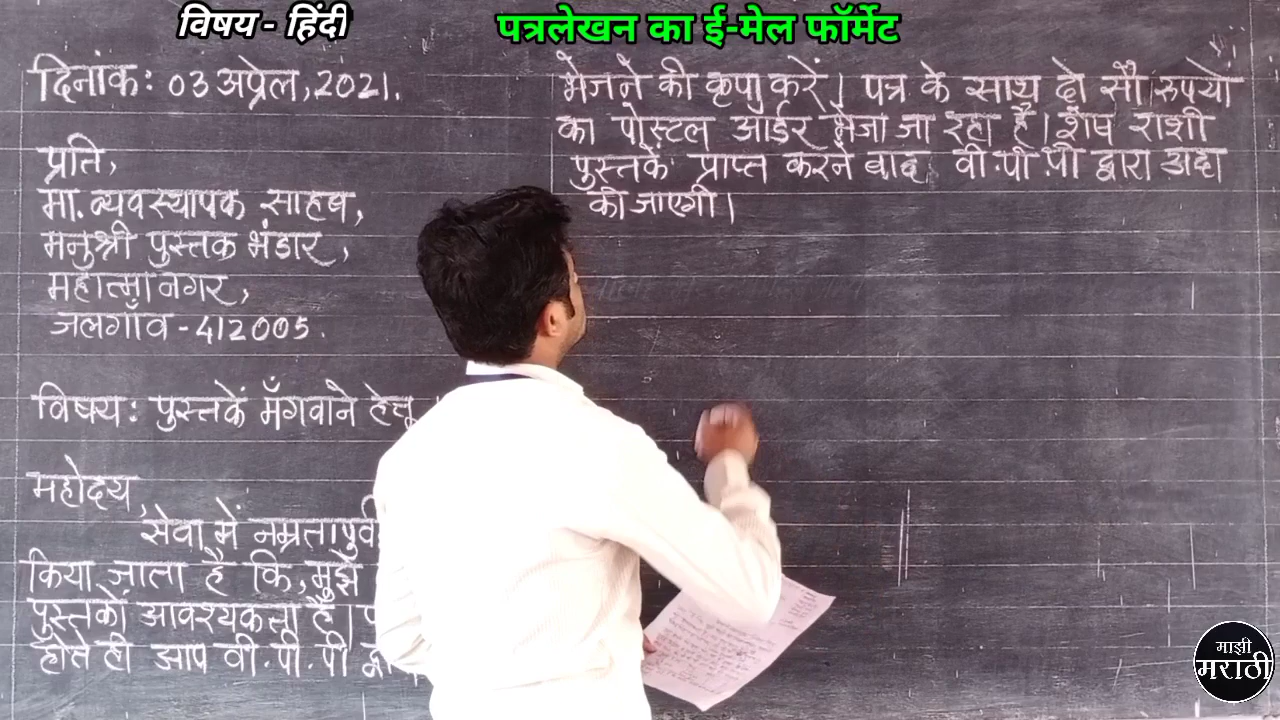 विषय - हिंदी
पत्रलेखन का ई-मेल फॉर्मेट
दिनांक: 03 अप्रेल, 2021.
प्रति,
मा. व्यवस्थापक साहब,
मनुश्री पुस्तक भंडार,
महात्मा नगर,
जलगाँव - 412005.
विषय: पुस्तकें मँगवाने हेतू
महोदय,
सेवा में नम्रतापुर्व
किया जाता है कि, मुझे
पुस्तकों आवश्यकता है।
होते ही आप वी.पी.पी
भेजने की कृपा करें। पत्र के साथ दो सौ रूपयों
का पोस्टल आर्डर भेजा जा रहा है। शेष राशी
पुस्तकें प्राप्त करने बाद वी.पी.पी द्वारा अदा
की जाएगी।
माझी
मराठी